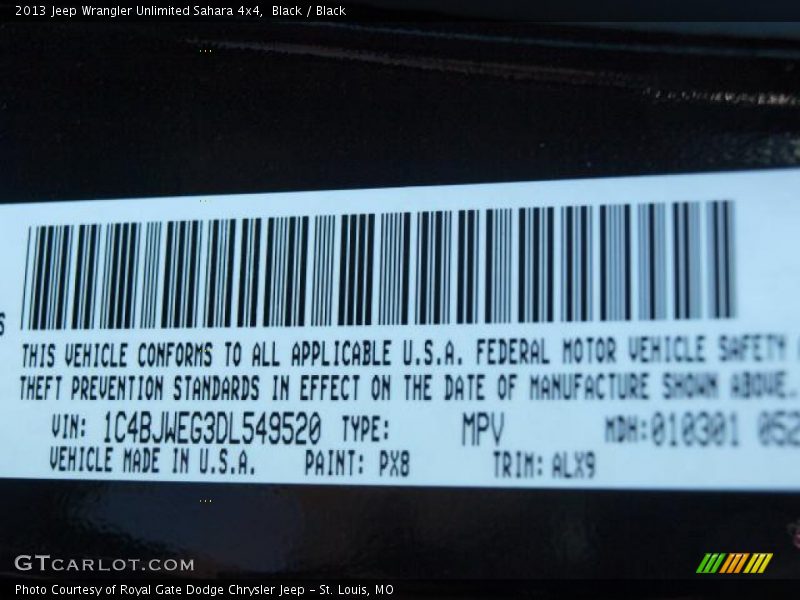 2013 Jeep Wrangler Unlimited Sahara 4x4, Black / Black
THIS VEHICLE CONFORMS TO ALL APPLICABLE U.S.A. FEDERAL MOTOR VEHICLE SAFETY
THEFT PREVENTION STANDARDS IN EFFECT ON THE DATE OF MANUFACTURE SHOWN ABOVE.
VIN: 1C4BJWEG3DL549520 TYPE: MPV MDH:010301 052
VEHICLE MADE IN U.S.A. PAINT: PX8 TRIM: ALX9
GTCARLOT.COM
Photo Courtesy of Royal Gate Dodge Chrysler Jeep - St. Louis, MO